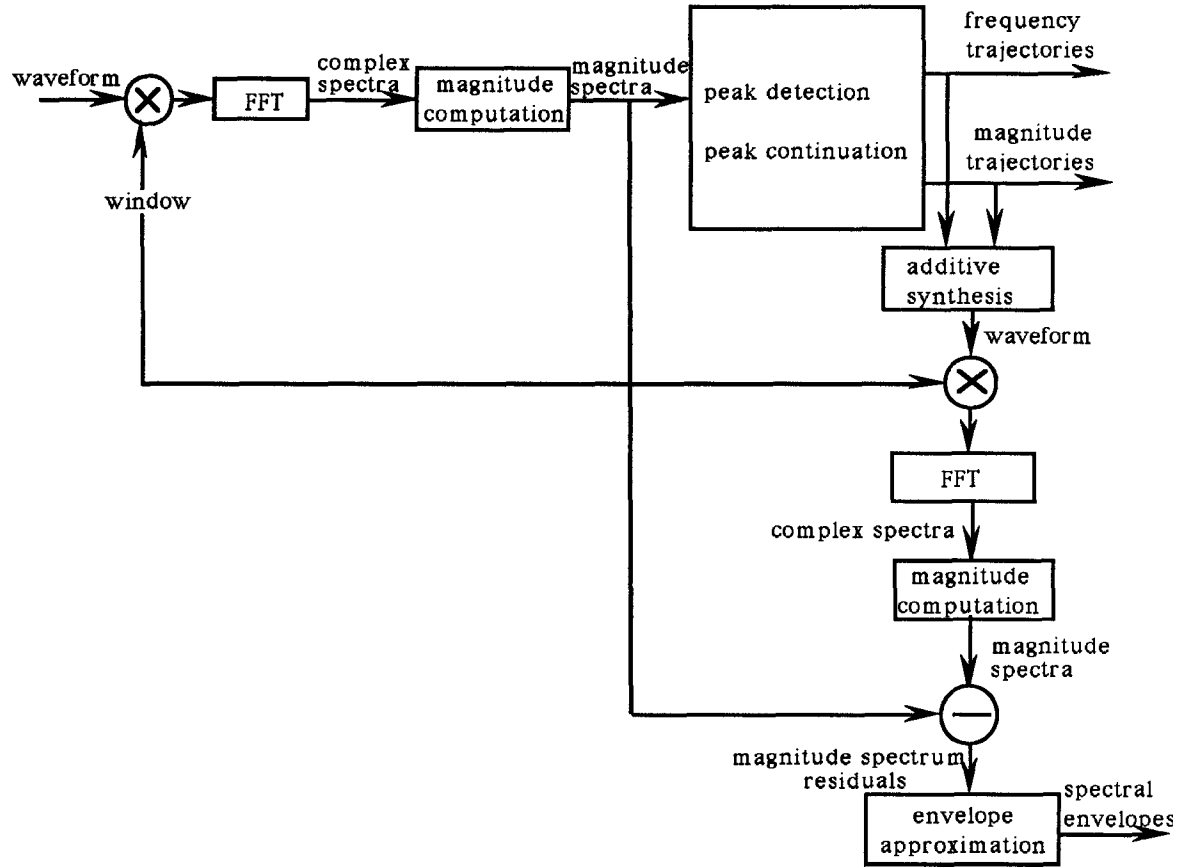 frequency
trajectories
waveform
FFT
complex
spectra
magnitude
computation
magnitude
spectra
peak detection
peak continuation
magnitude
trajectories
window
additive
synthesis
waveform
FFT
complex spectra
magnitude
computation
magnitude
spectra
magnitude spectrum
residuals
envelope
approximation
spectral
envelopes